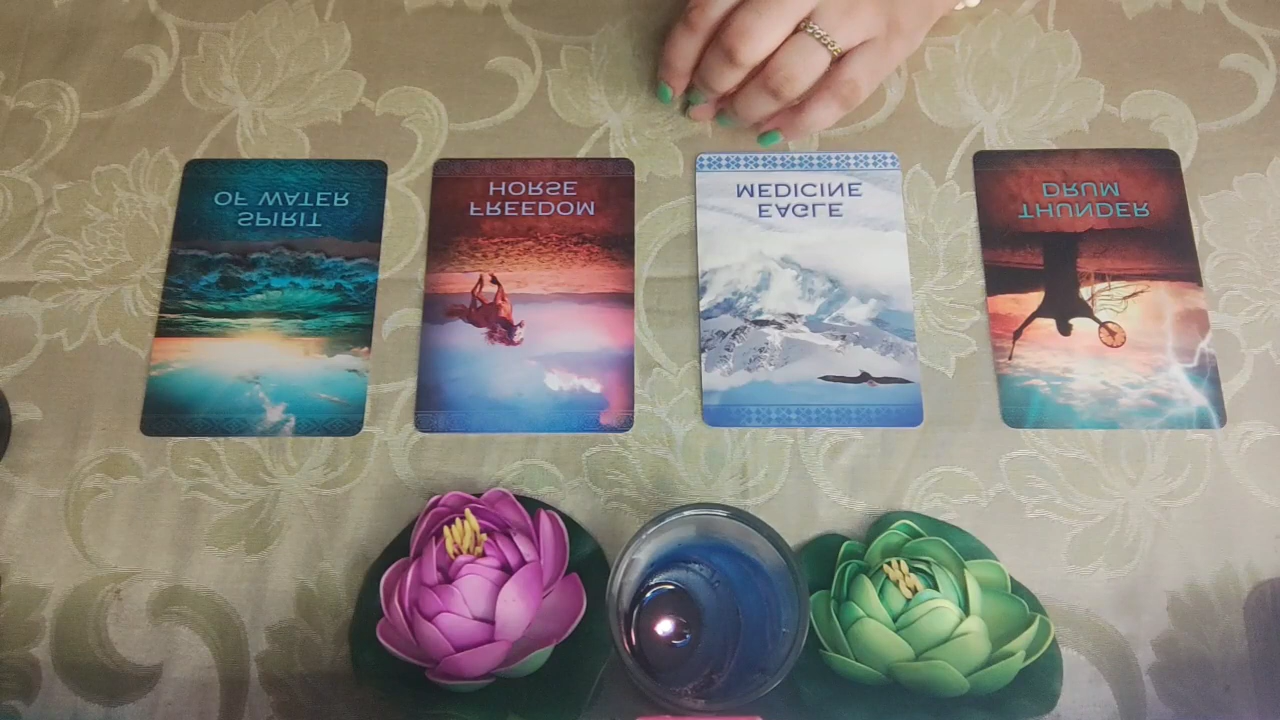 SPIRIT
OF WATER
FREEDOM
HORSE
EAGLE
MEDICINE
THUNDER
DRUM